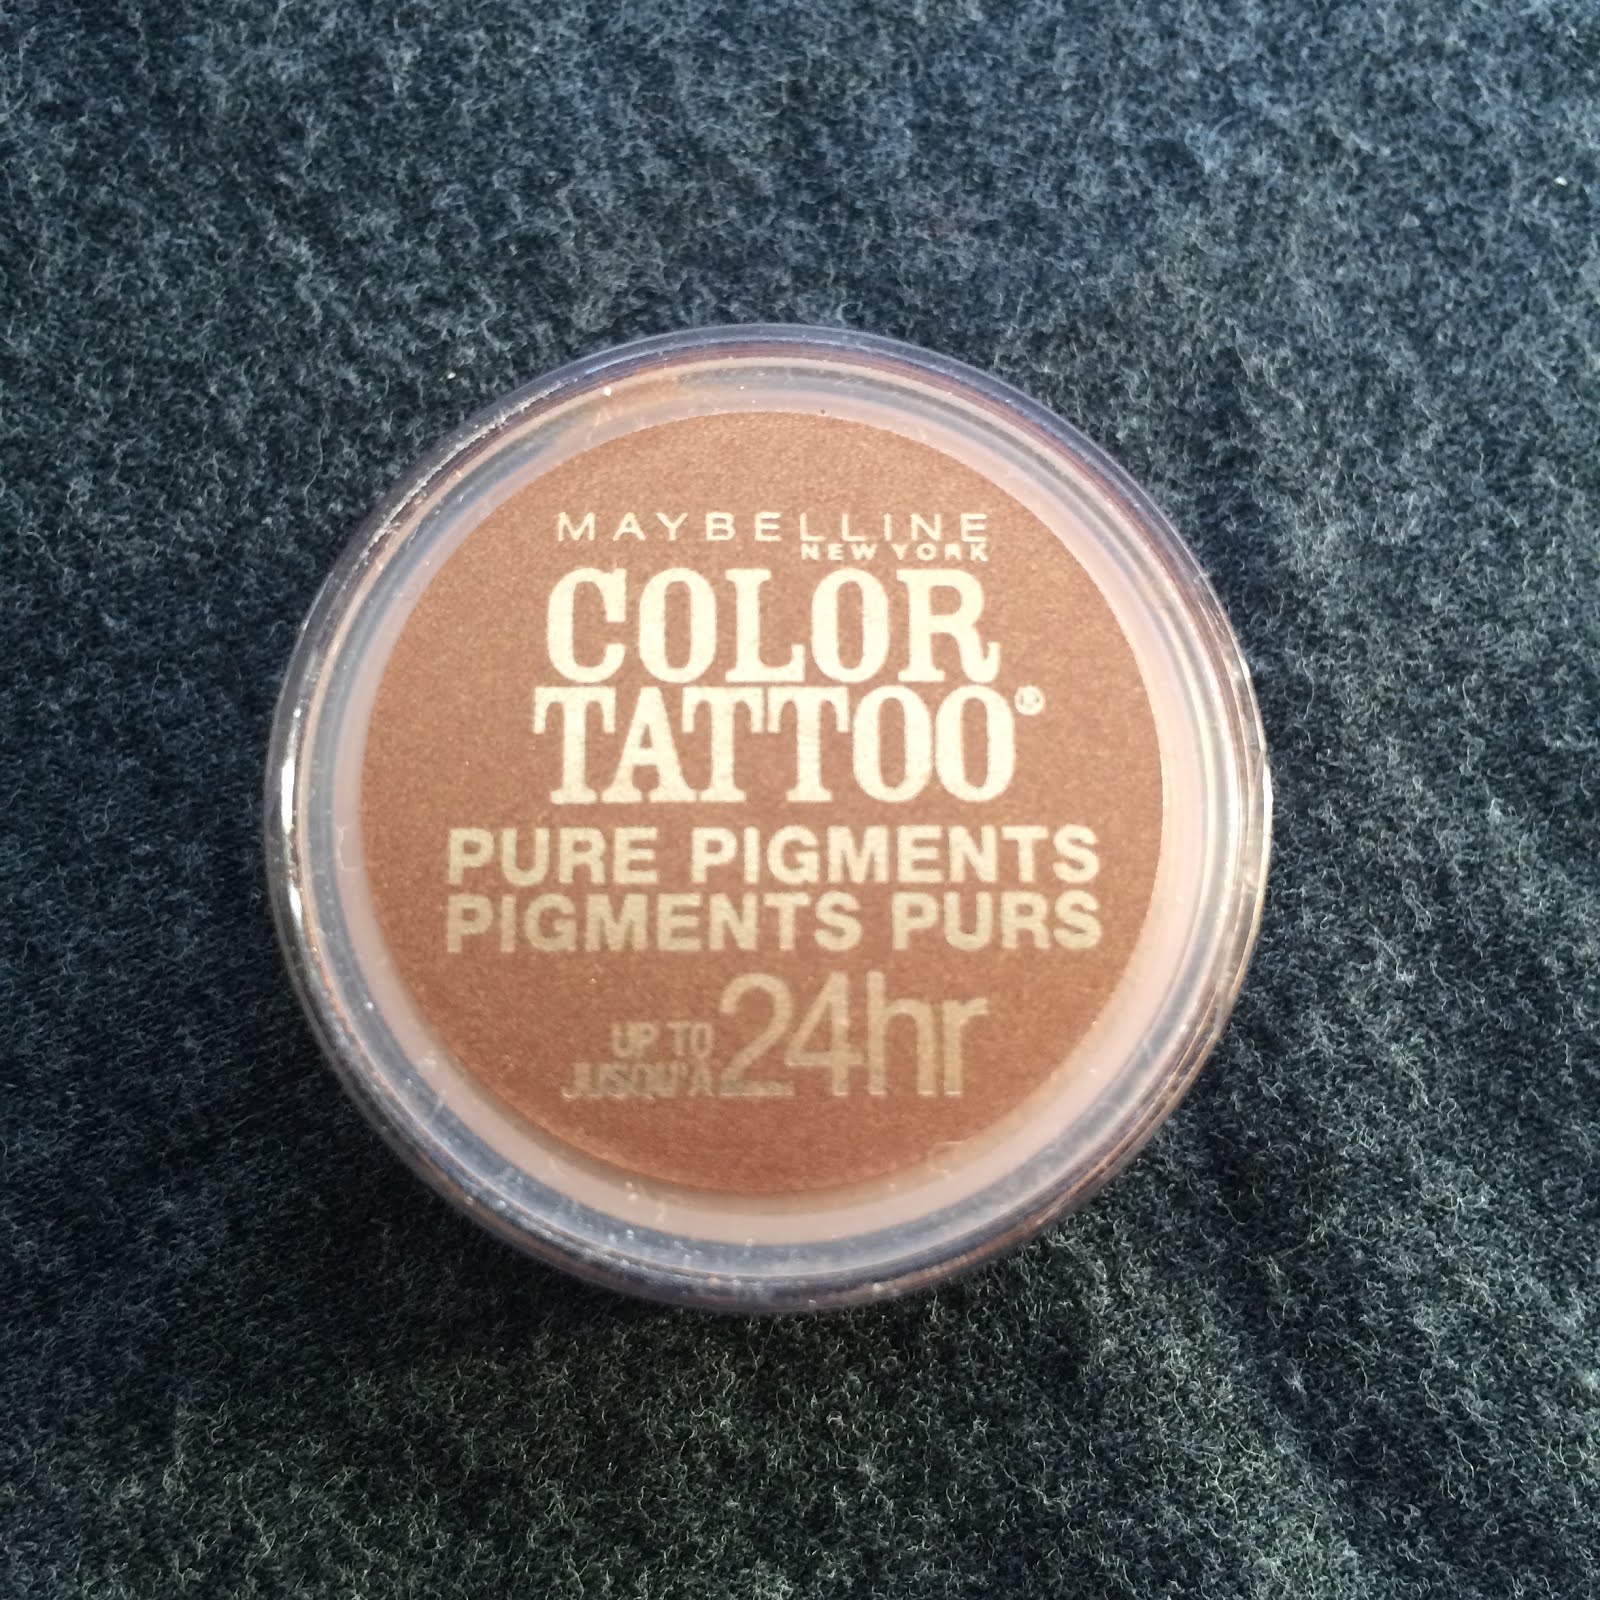 MAYBELLINE
NEW YORK
COLOR
TATTOO®
PURE PIGMENTS
PIGMENTS PURS
UP TO 24hr
JUSQU'À